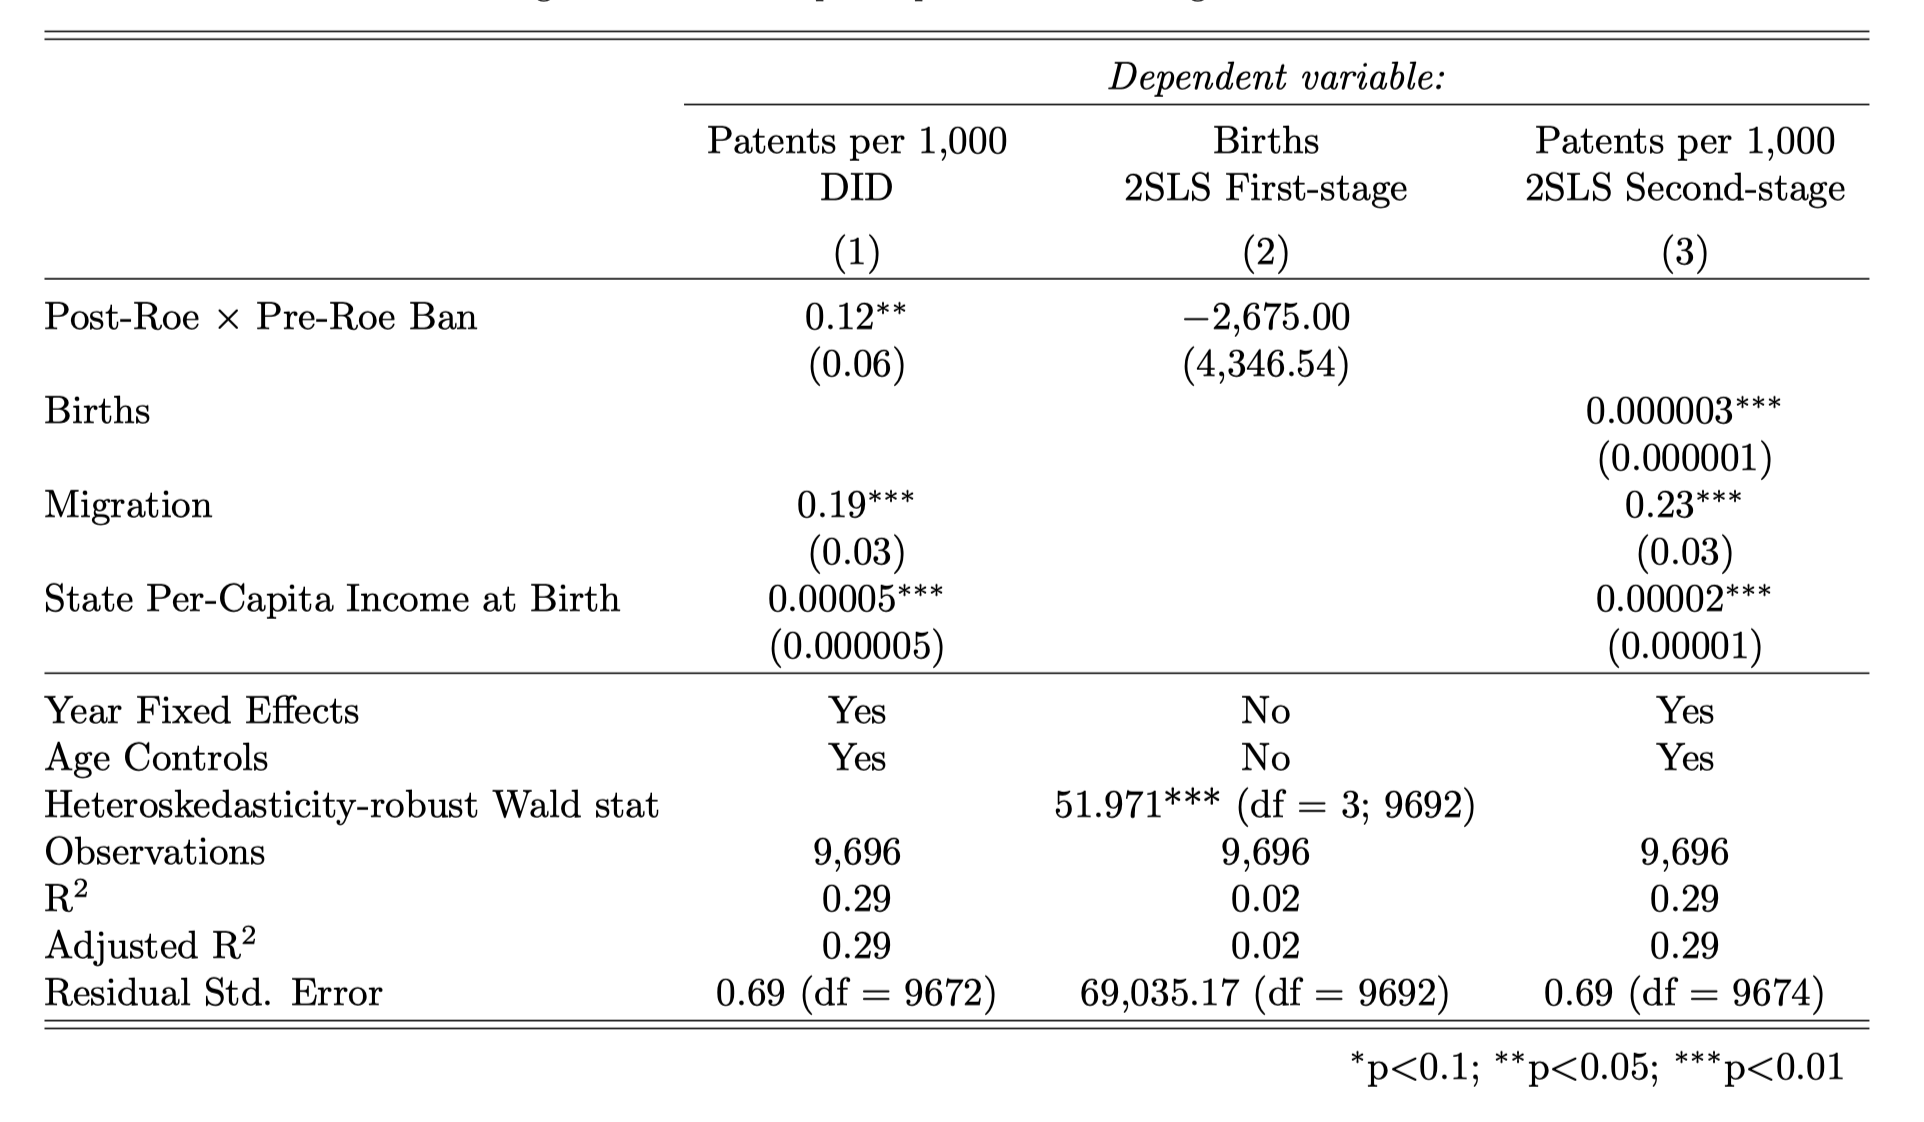 Dependent variable:
Patents per 1,000 Births Patents per 1,000
DID 2SLS First-stage 2SLS Second-stage
(1) (2) (3)
Post-Roe × Pre-Roe Ban 0.12** −2,675.00
(0.06) (4,346.54)
Births 0.000003***
(0.000001)
Migration 0.19*** 0.23***
(0.03) (0.03)
State Per-Capita Income at Birth 0.00005*** 0.00002***
(0.000005) (0.00001)
Year Fixed Effects Yes No Yes
Age Controls Yes No Yes
Heteroskedasticity-robust Wald stat 51.971*** (df = 3; 9692)
Observations 9,696 9,696 9,696
R² 0.29 0.02 0.29
Adjusted R² 0.29 0.02 0.29
Residual Std. Error 0.69 (df = 9672) 69,035.17 (df = 9692) 0.69 (df = 9674)
*p<0.1; **p<0.05; ***p<0.01